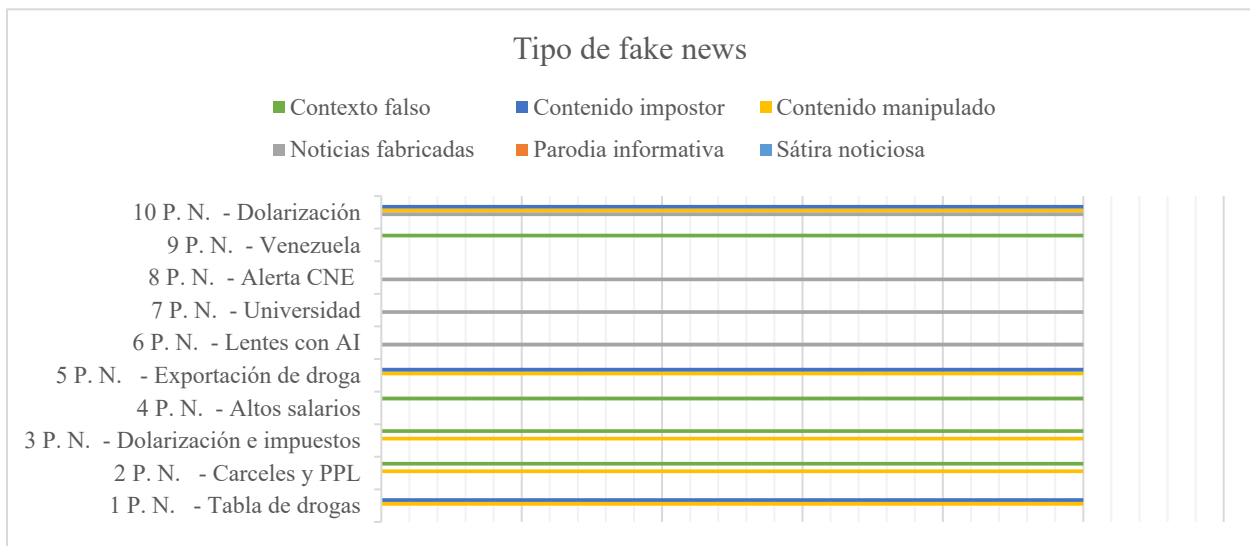 Tipo de fake news
Contexto falso Contenido impostor Contenido manipulado
Noticias fabricadas Parodia informativa Sátira noticiosa
10 P. N. - Dolarización
9 P. N. - Venezuela
8 P. N. - Alerta CNE
7 P. N. - Universidad
6 P. N. - Lentes con AI
5 P. N. - Exportación de droga
4 P. N. - Altos salarios
3 P. N. - Dolarización e impuestos
2 P. N. - Carceles y PPL
1 P. N. - Tabla de drogas